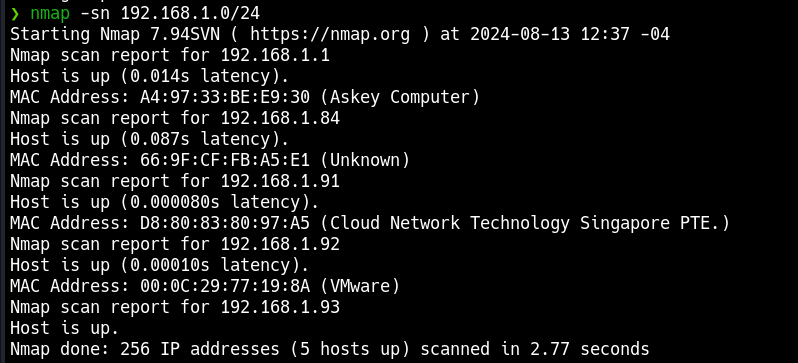 ❯ nmap -sn 192.168.1.0/24
Starting Nmap 7.94SVN ( https://nmap.org ) at 2024-08-13 12:37 -04
Nmap scan report for 192.168.1.1
Host is up (0.014s latency).
MAC Address: A4:97:33:BE:E9:30 (Askey Computer)
Nmap scan report for 192.168.1.84
Host is up (0.087s latency).
MAC Address: 66:9F:CF:FB:A5:E1 (Unknown)
Nmap scan report for 192.168.1.91
Host is up (0.000080s latency).
MAC Address: D8:80:83:80:97:A5 (Cloud Network Technology Singapore PTE.)
Nmap scan report for 192.168.1.92
Host is up (0.00010s latency).
MAC Address: 00:0C:29:77:19:8A (VMware)
Nmap scan report for 192.168.1.93
Host is up.
Nmap done: 256 IP addresses (5 hosts up) scanned in 2.77 seconds